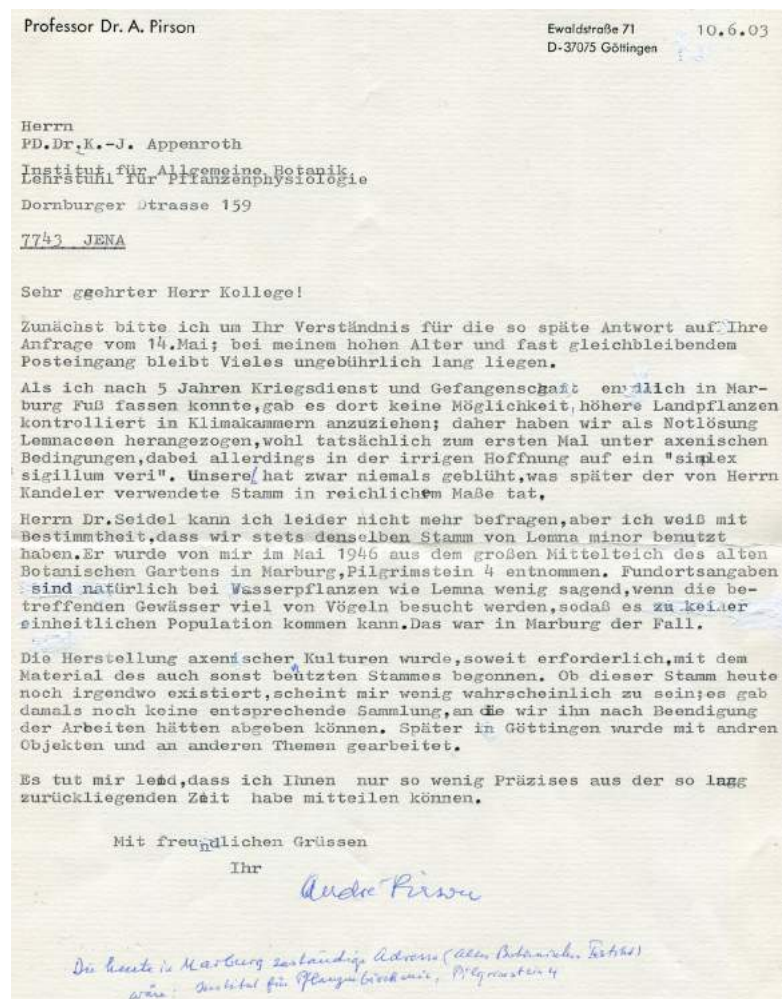 Professor Dr. A. Pirson
Ewaldstraße 71 10.6.03
D-37075 Göttingen
Herrn
PD.Dr.K.-J. Appenroth
Institut für Allgemeine Botanik
Lehrstuhl für Pflanzenphysiologie
Dornburger Strasse 159
7743 JENA
Sehr geehrter Herr Kollege!
Zunächst bitte ich um Ihr Verständnis für die so späte Antwort auf Ihre
Anfrage vom 14.Mai; bei meinem hohen Alter und fast gleichbleibendem
Posteingang bleibt Vieles ungebührlich lang liegen.
Als ich nach 5 Jahren Kriegsdienst und Gefangenschaft endlich in Mar-
burg Fuß fassen konnte,gab es dort keine Möglichkeit,höhere Landpflanzen
kontrolliert in Klimakammern anzuziehen; daher haben wir als Notlösung
Lemnaceen herangezogen,wohl tatsächlich zum ersten Mal unter axenischen
Bedingungen,dabei allerdings in der irrigen Hoffnung auf ein "simlex
sigilium veri". Unsere hat zwar niemals geblüht,was später der von Herrn
Kandeler verwendete Stamm in reichlichem Maße tat.
Herrn Dr.Seidel kann ich leider nicht mehr befragen,aber ich weiß mit
Bestimmtheit,dass wir stets denselben Stamm von Lemna minor benutzt
haben.Er wurde von mir im Mai 1946 aus dem großen Mittelteich des alten
Botanischen Gartens in Marburg,Pilgrimstein 4 entnommen. Fundortsangaben
sind natürlich bei Wasserpflanzen wie Lemna wenig sagend,wenn die be-
treffenden Gewässer viel von Vögeln besucht werden,sodaß es zu keiner
einheitlichen Population kommen kann.Das war in Marburg der Fall.
Die Herstellung axenischer Kulturen wurde,soweit erforderlich,mit dem
Material des auch sonst benutzten Stammes begonnen. Ob dieser Stamm heute
noch irgendwo existiert,scheint mir wenig wahrscheinlich zu sein;es gab
damals noch keine entsprechende Sammlung,an die wir ihn nach Beendigung
der Arbeiten hätten abgeben können. Später in Göttingen wurde mit andren
Objekten und an anderen Themen gearbeitet.
Es tut mir leid,dass ich Ihnen nur so wenig Präzises aus der so lang
zurückliegenden Zeit habe mitteilen können.
Mit freundlichen Grüssen
Ihr
André Pirson
Die heute in Marburg zuständige Adresse (Altes Botanisches
wäre: Institut für Pilgrimstein 4